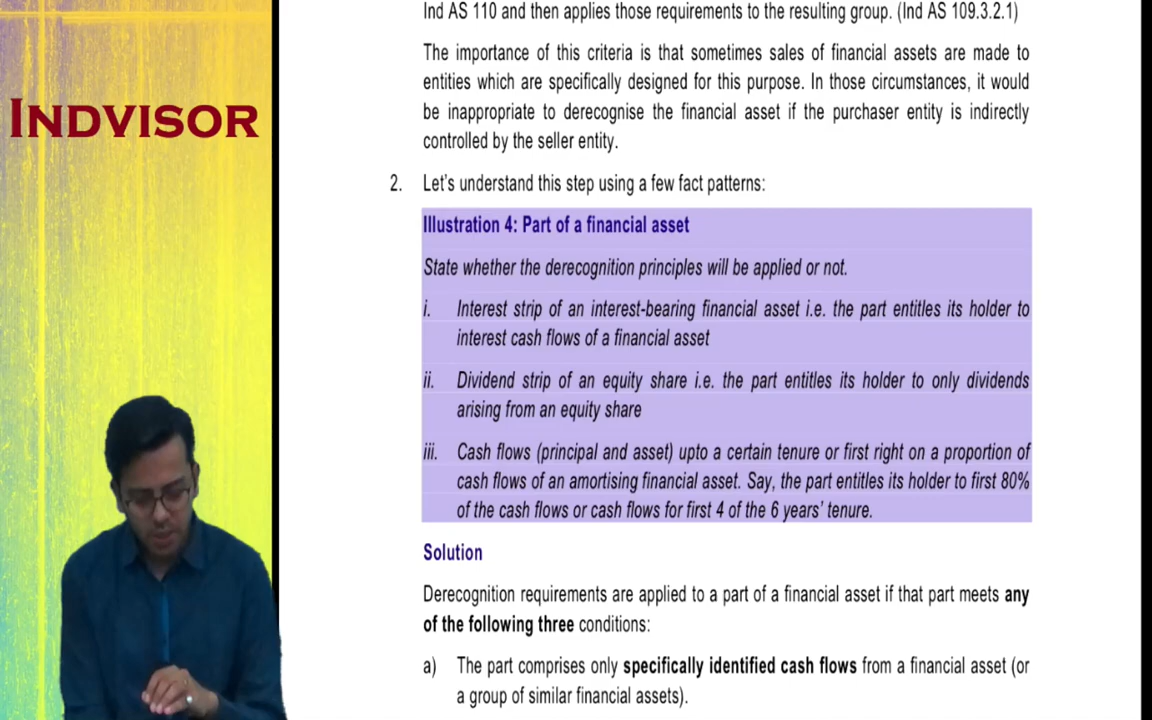 INDVISOR
Ind AS 110 and then applies those requirements to the resulting group. (Ind AS 109.3.2.1)
The importance of this criteria is that sometimes sales of financial assets are made to
entities which are specifically designed for this purpose. In those circumstances, it would
be inappropriate to derecognise the financial asset if the purchaser entity is indirectly
controlled by the seller entity.
2. Let's understand this step using a few fact patterns:
Illustration 4: Part of a financial asset
State whether the derecognition principles will be applied or not.
i. Interest strip of an interest-bearing financial asset i.e. the part entitles its holder to
interest cash flows of a financial asset
ii. Dividend strip of an equity share i.e. the part entitles its holder to only dividends
arising from an equity share
iii. Cash flows (principal and asset) upto a certain tenure or first right on a proportion of
cash flows of an amortising financial asset. Say, the part entitles its holder to first 80%
of the cash flows or cash flows for first 4 of the 6 years' tenure.
Solution
Derecognition requirements are applied to a part of a financial asset if that part meets any
of the following three conditions:
a) The part comprises only specifically identified cash flows from a financial asset (or
a group of similar financial assets).